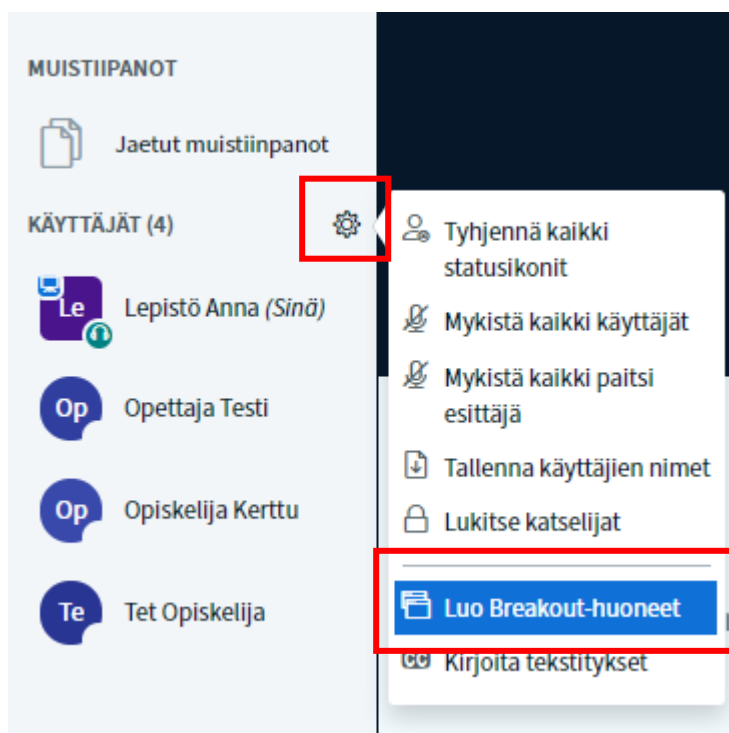 MUISTIIPANOT
Jaetut muistiinpanot
KÄYTTÄJÄT (4)
Le
Lepistö Anna (Sinä)
Op
Opettaja Testi
Op
Opiskelija Kerttu
Te
Tet Opiskelija
Tyhjennä kaikki
statusikonit
Mykistä kaikki käyttäjät
Mykistä kaikki paitsi
esittäjä
Tallenna käyttäjien nimet
Lukitse katselijat
Luo Breakout-huoneet
CC
Kirjoita tekstitykset